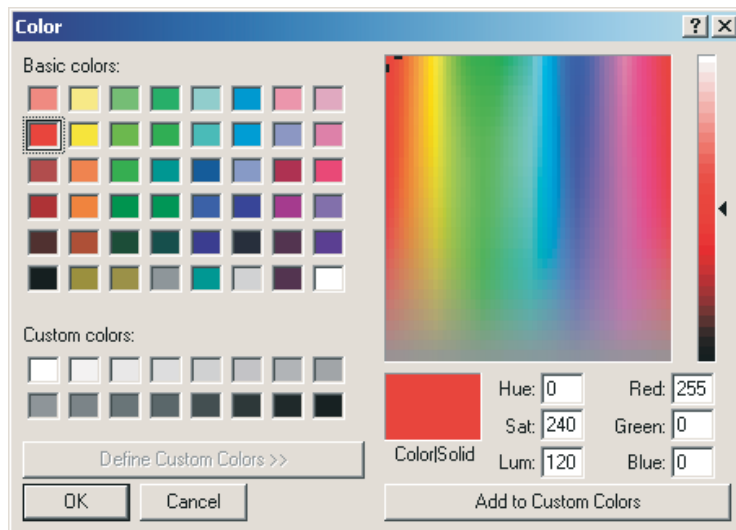 Color
Basic colors:
Custom colors:
Define Custom Colors >>
OK Cancel
Color|Solid
Hue: 0 Red: 255
Sat: 240 Green: 0
Lum: 120 Blue: 0
Add to Custom Colors